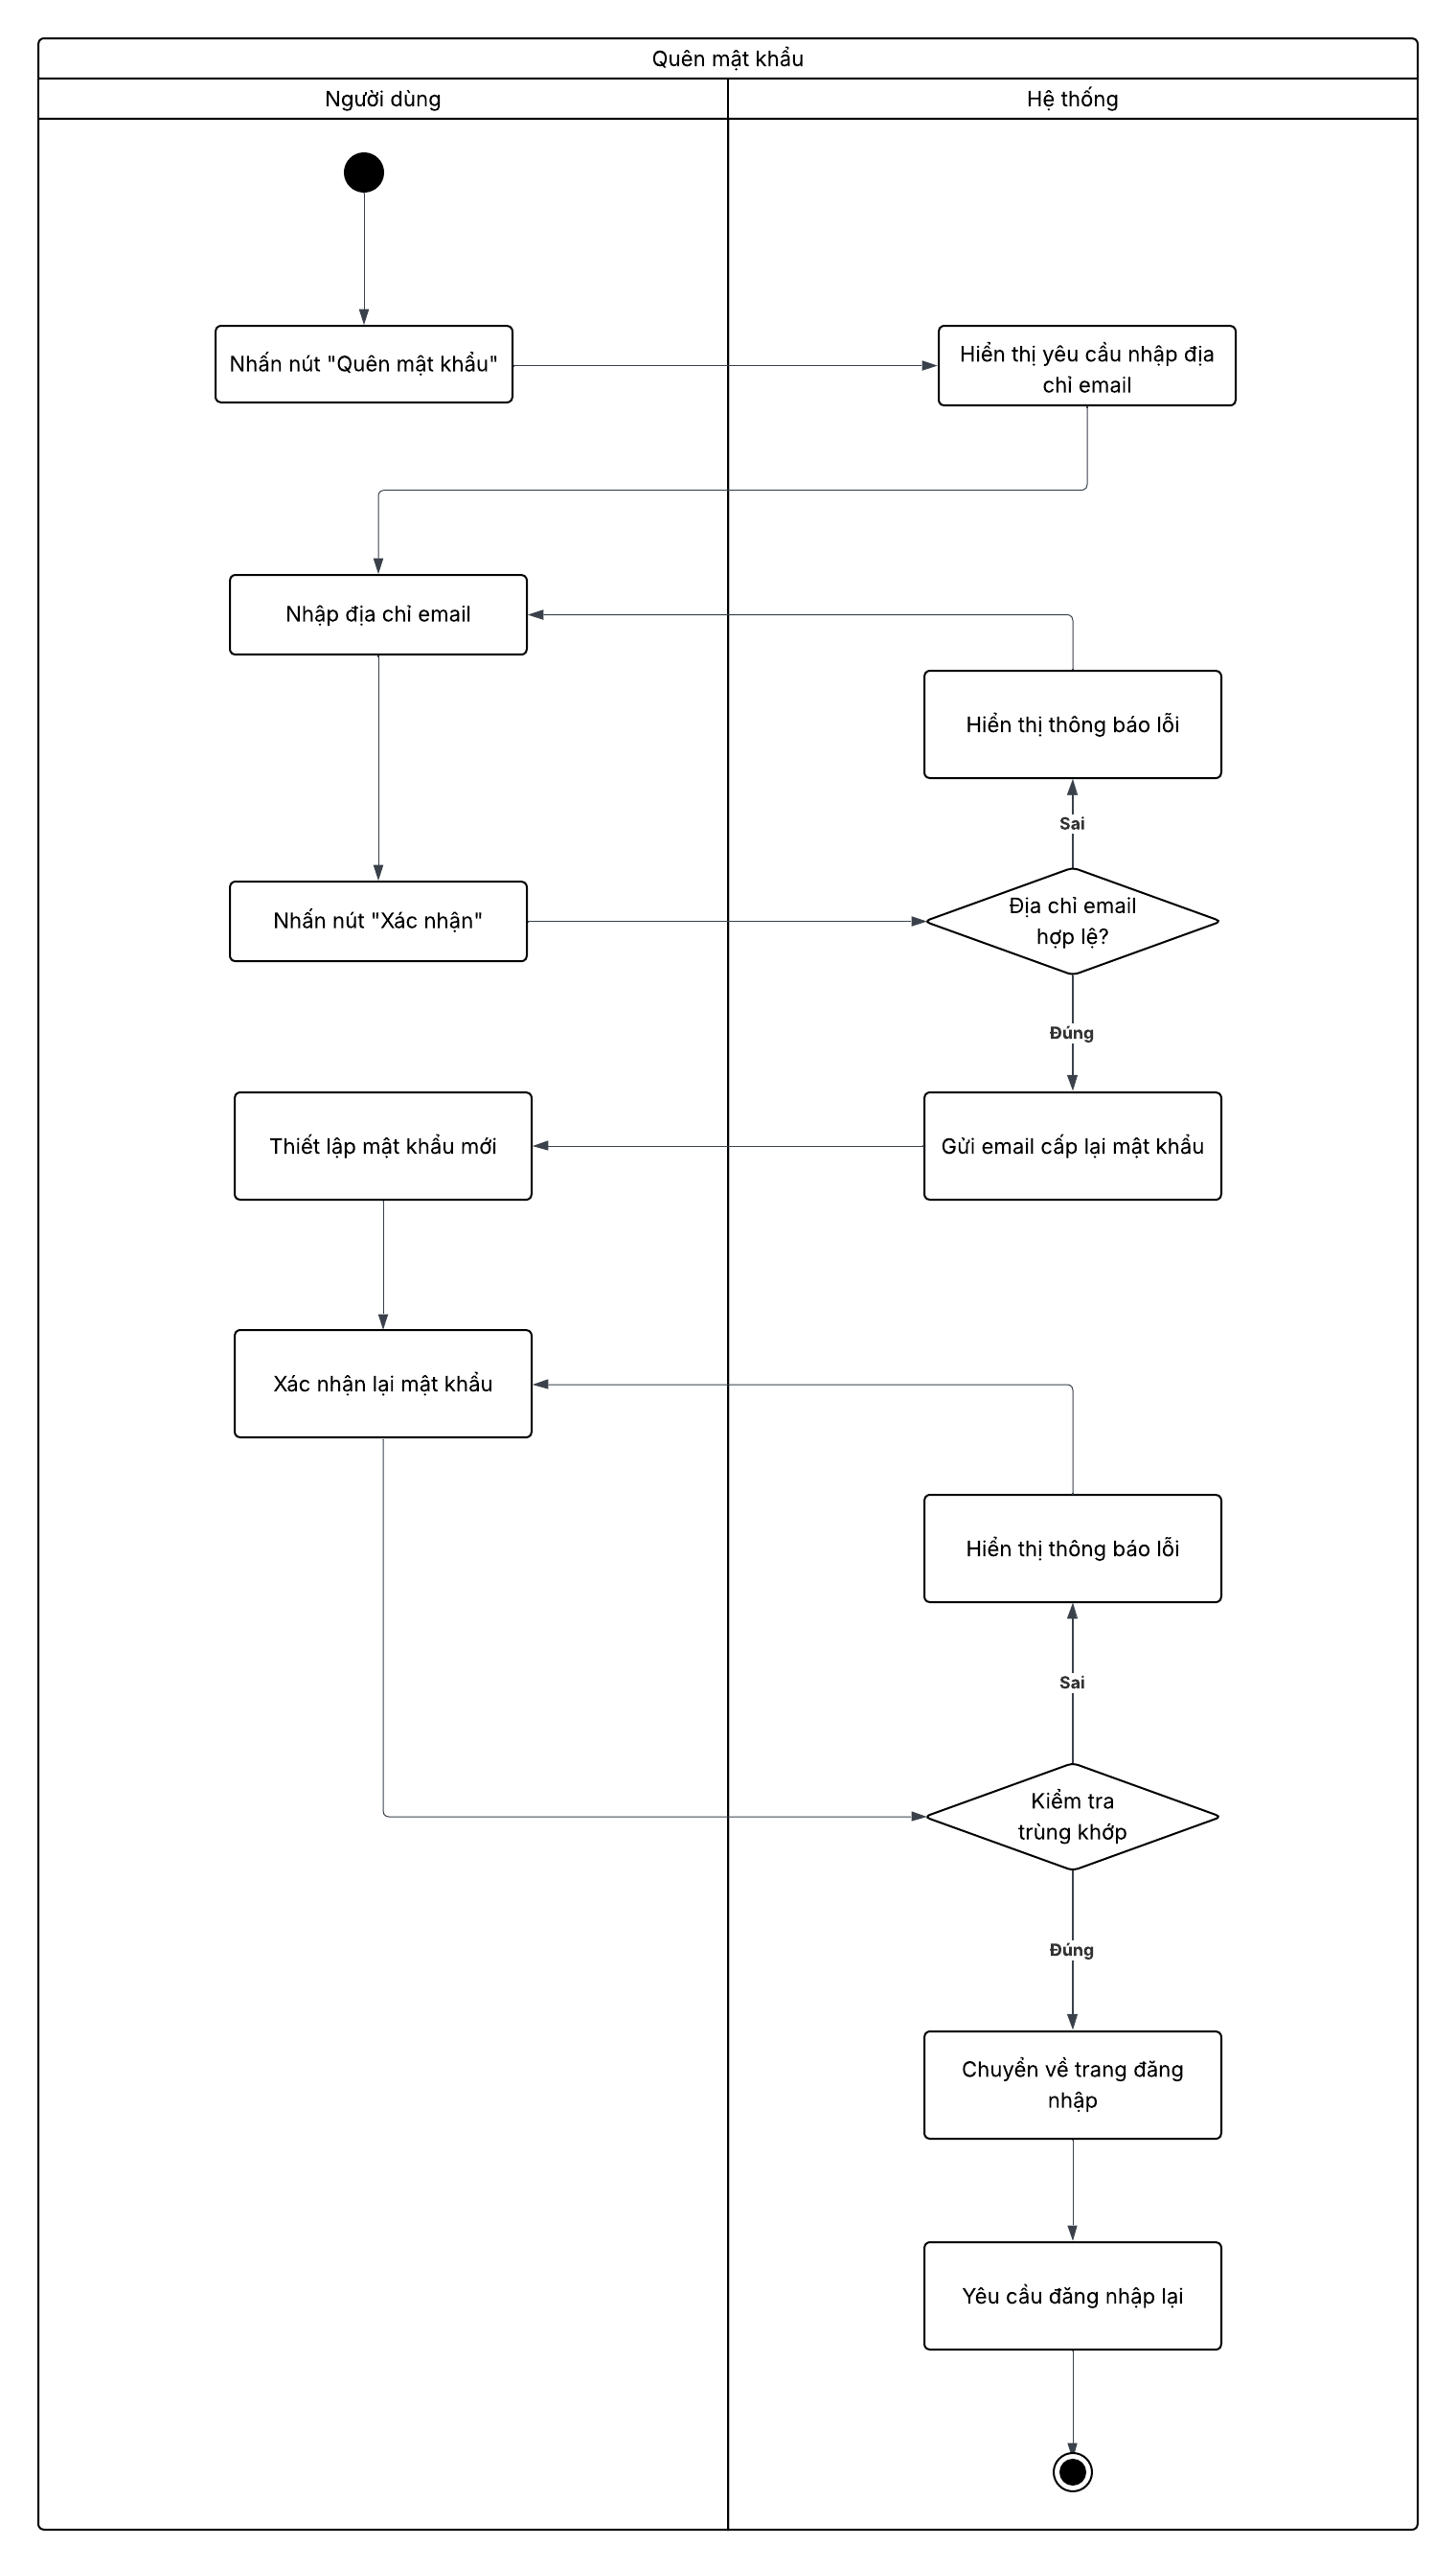 Quên mật khẩu
Người dùng
Hệ thống
Nhấn nút "Quên mật khẩu"
Hiển thị yêu cầu nhập địa
chỉ email
Nhập địa chỉ email
Hiển thị thông báo lỗi
Sai
Nhấn nút "Xác nhận"
Địa chỉ email
hợp lệ?
Đúng
Thiết lập mật khẩu mới
Gửi email cấp lại mật khẩu
Xác nhận lại mật khẩu
Hiển thị thông báo lỗi
Sai
Kiểm tra
trùng khớp
Đúng
Chuyển về trang đăng
nhập
Yêu cầu đăng nhập lại